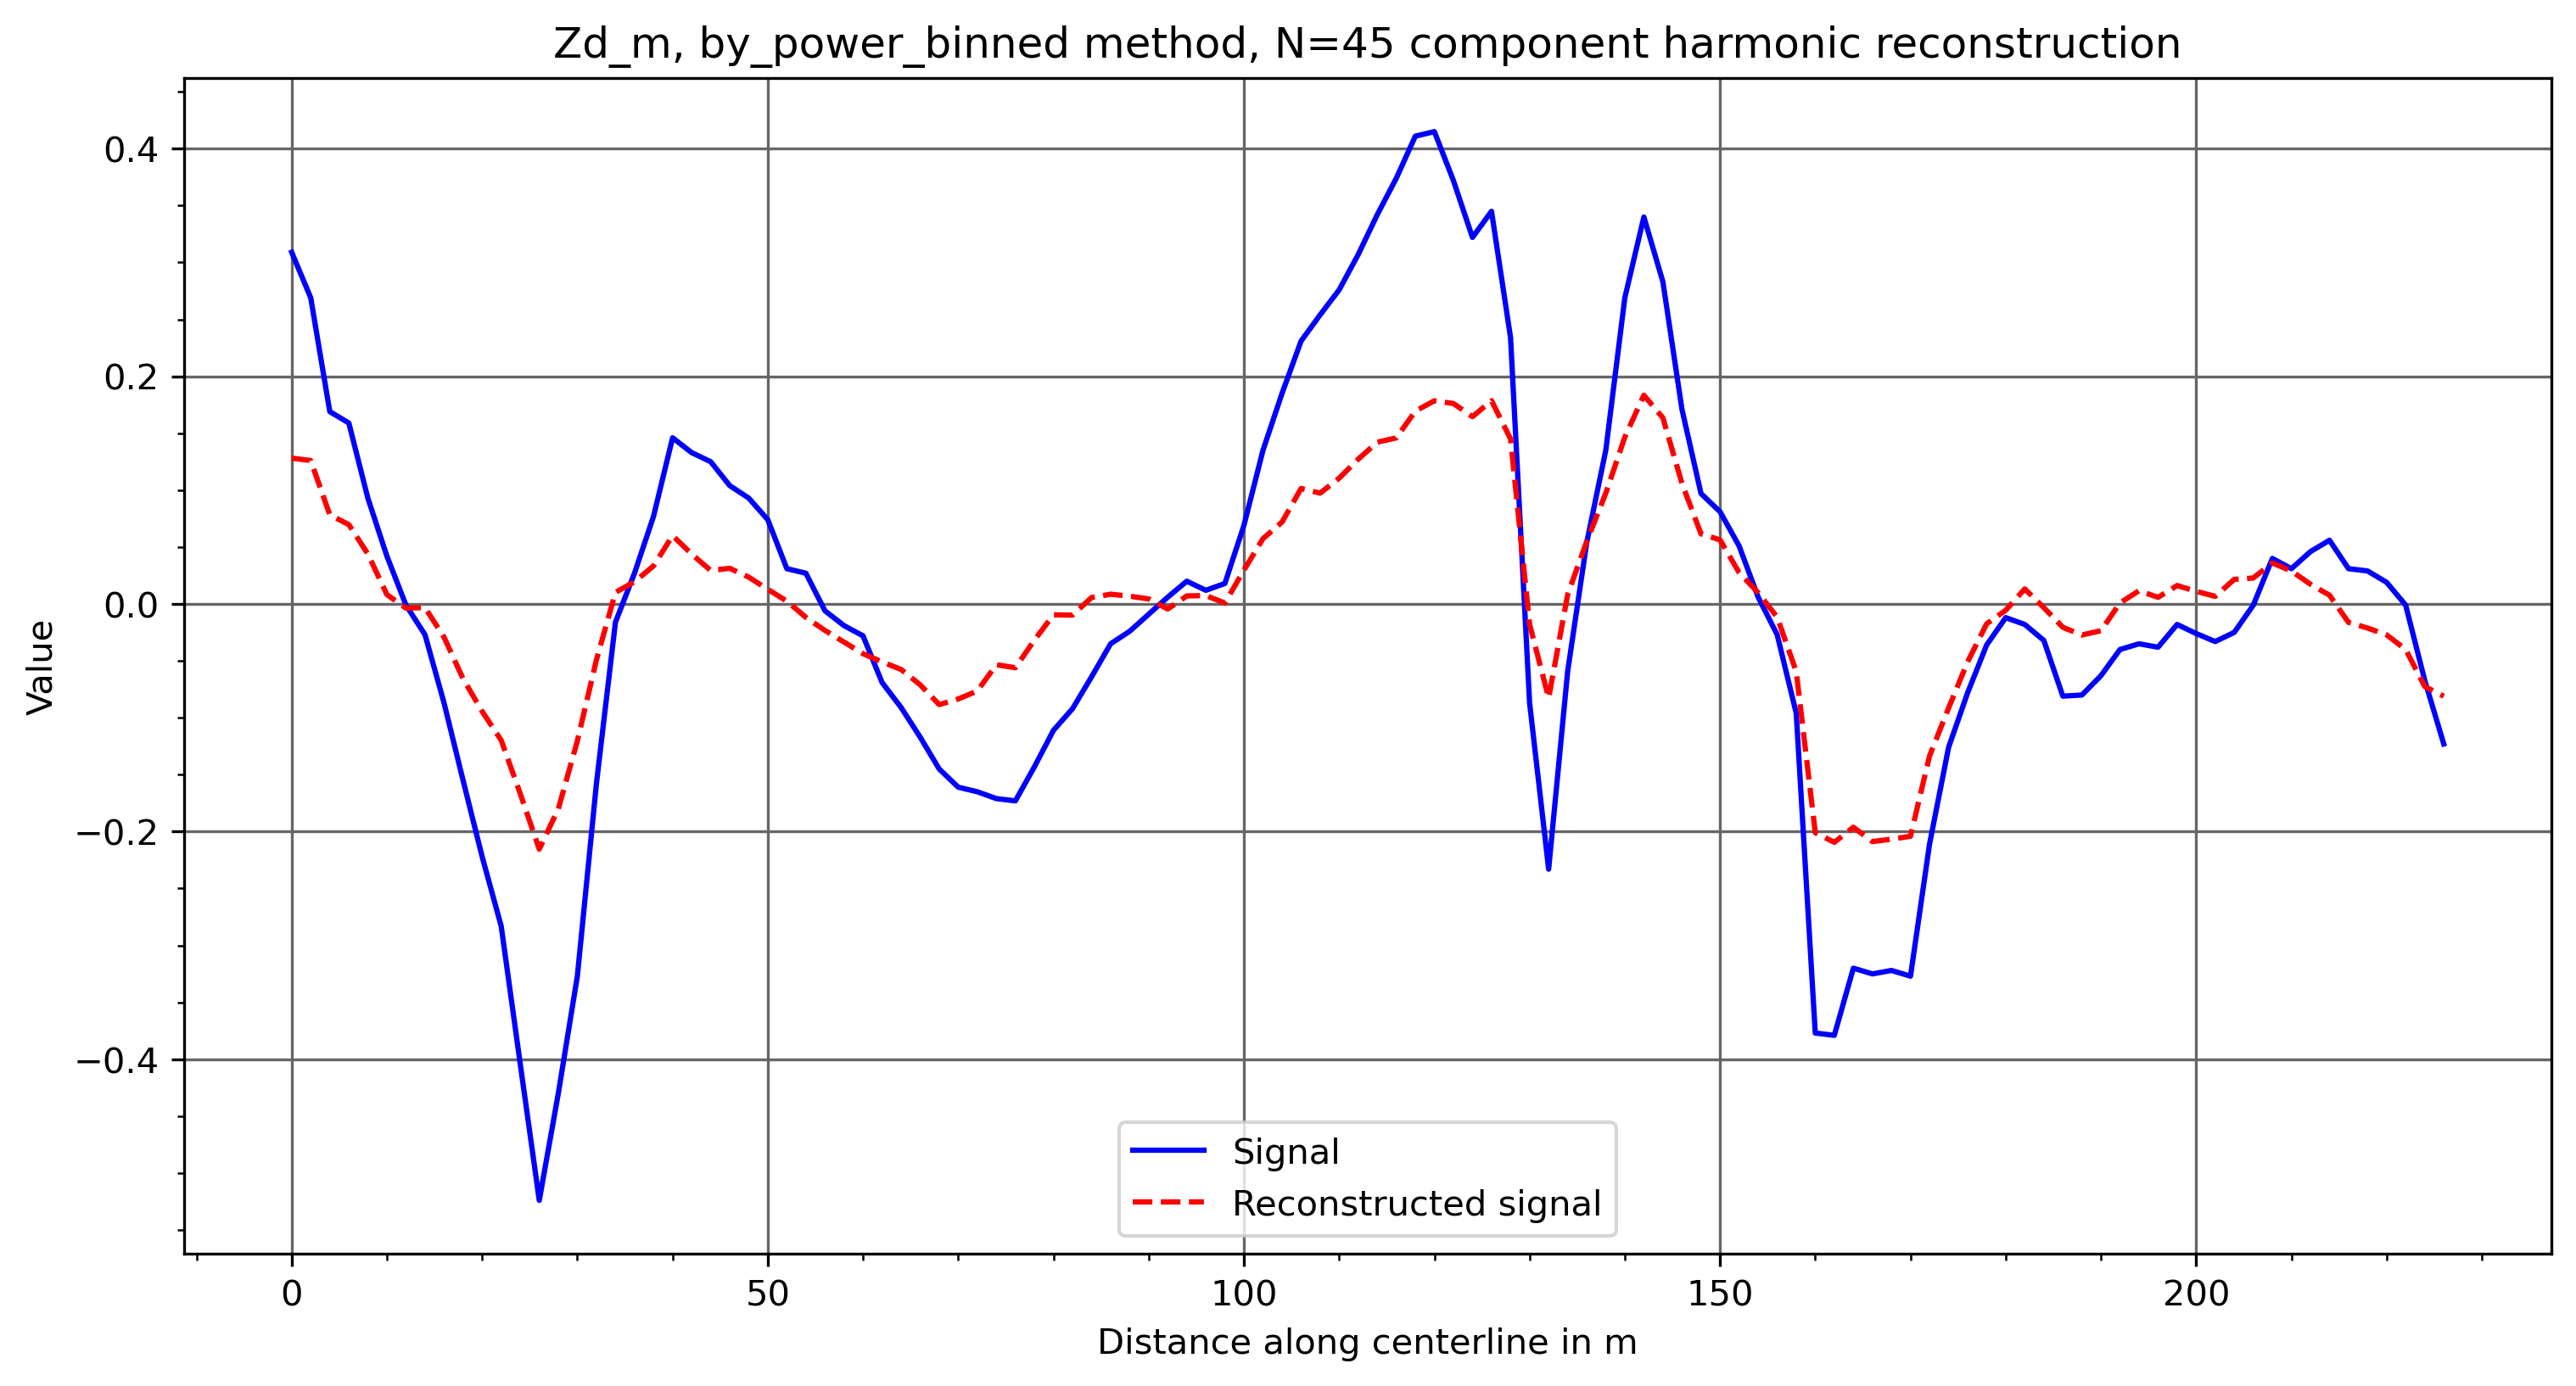 Zd_m, by_power_binned method, N=45 component harmonic reconstruction
0.4
0.2
0.0
−0.2
−0.4
Value
Signal
Reconstructed signal
0 50 100 150 200
Distance along centerline in m